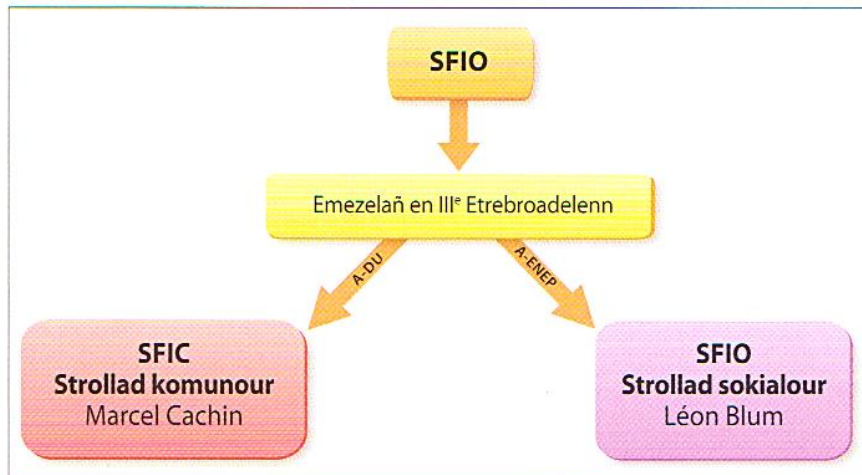 SFIO
Emezelañ en IIIᵉ Etrebroadelenn
A-DU
A-ENEP
SFIC
Strollad komunour
Marcel Cachin
SFIO
Strollad sokialour
Léon Blum